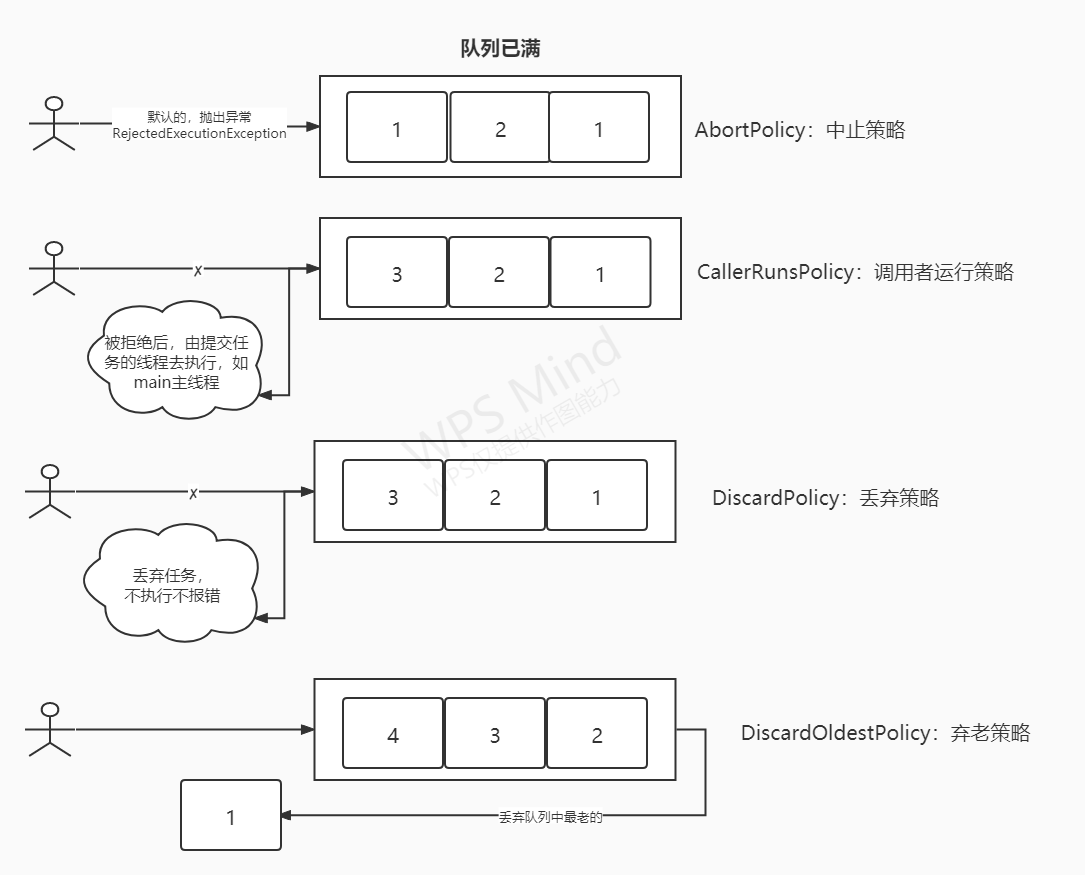 队列已满
默认的，抛出异常
RejectedExecutionException
1
2
1
AbortPolicy：中止策略
x
3
2
1
CallerRunsPolicy：调用者运行策略
被拒绝后，由提交任
务的线程去执行，如
main主线程
WPS Mind
WPS仅提供作图能力
x
3
2
1
DiscardPolicy：丢弃策略
丢弃任务，
不执行不报错
4
3
2
DiscardOldestPolicy：弃老策略
1
丢弃队列中最老的